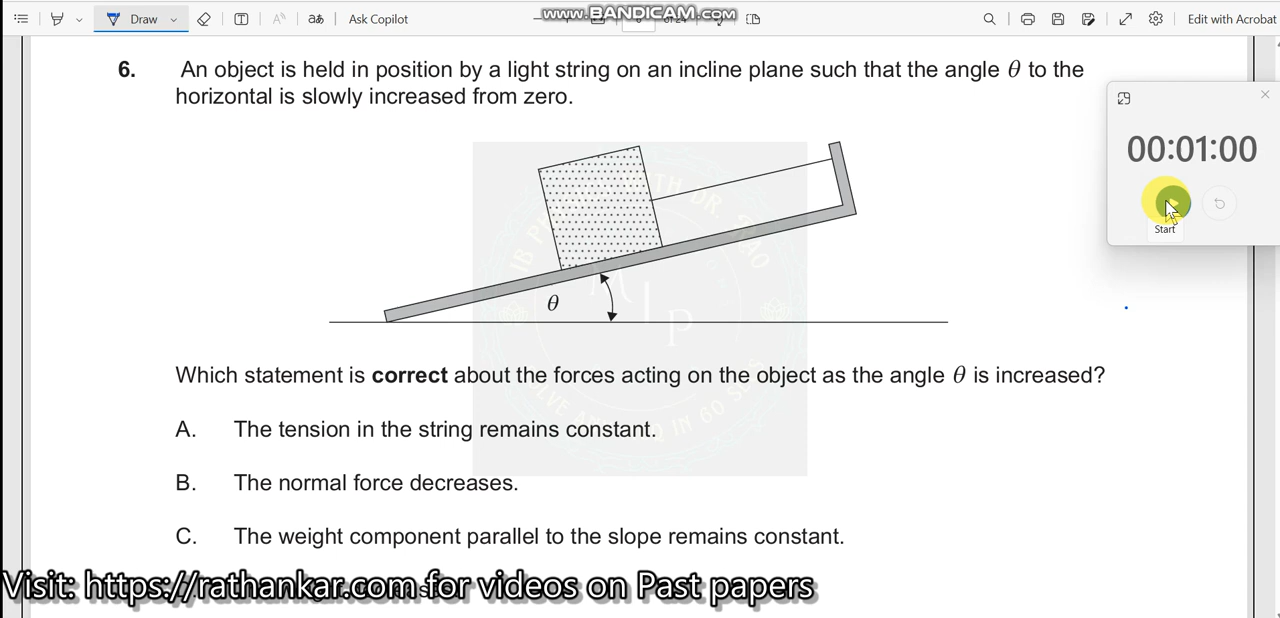 Draw
Ask Copilot
www.BANDICAM.com
Edit with Acrobat
6. An object is held in position by a light string on an incline plane such that the angle θ to the
horizontal is slowly increased from zero.
00:01:00
Start
θ
Which statement is correct about the forces acting on the object as the angle θ is increased?
A. The tension in the string remains constant.
B. The normal force decreases.
C. The weight component parallel to the slope remains constant.
Visit: https://rathankar.com for videos on Past papers